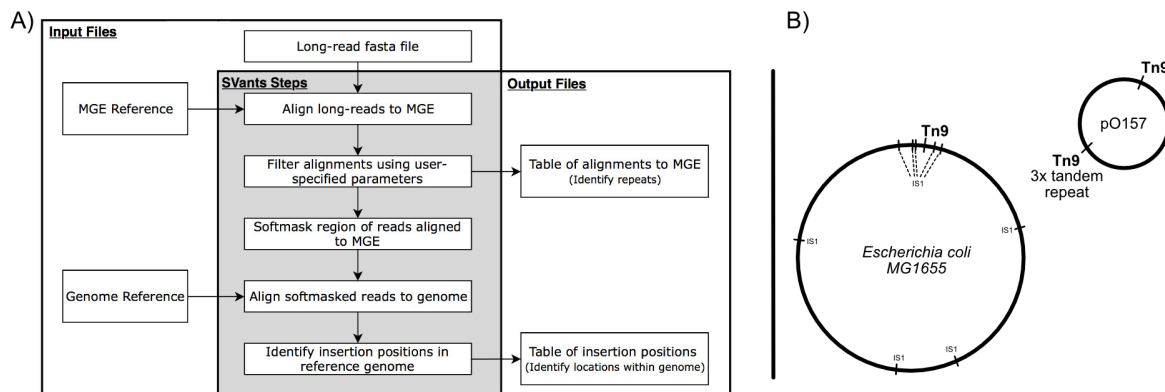 A)
Input Files
Long-read fasta file
SVants Steps
Output Files
MGE Reference
Align long-reads to MGE
Filter alignments using user-
specified parameters
Table of alignments to MGE
(Identify repeats)
Softmask region of reads aligned
to MGE
Genome Reference
Align softmasked reads to genome
Identify insertion positions in
reference genome
Table of insertion positions
(Identify locations within genome)
B)
Tn9
pO157
Tn9
3x tandem
repeat
Tn9
IS1
IS1
IS1
Escherichia coli
MG1655
IS1
IS1